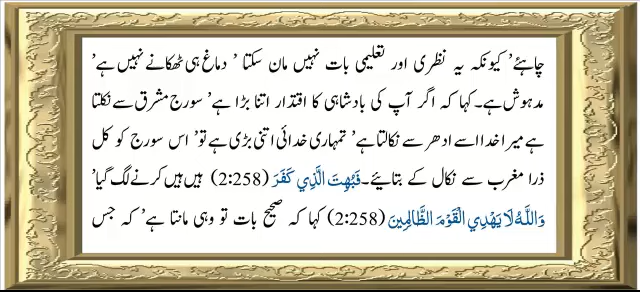 چاہئے’ کیونکہ یہ نظری اور تعلیمی بات نہیں مان سکتا ’ دماغ ہی ٹھکانے نہیں ہے’
مدہوش ہے۔ کہا کہ اگر آپ کی بادشاہی کا اقتدار اتنا بڑا ہے’ سورج مشرق سے نکلتا
ہے میرا خدا اسے ادھر سے نکالتا ہے’ تمہاری خدائی اتنی بڑی ہے تو’ اس سورج کو کل
ذرا مغرب سے نکال کے بتائیے۔ فَبُهِتَ الَّذِي كَفَرَ (2:258) ہیں ہیں کرنے لگ گیا’
وَاللَّهُ لَا يَهْدِي الْقَوْمَ الظَّالِمِينَ (2:258) کہا کہ صحیح بات تو وہی مانتا ہے’ کہ جس